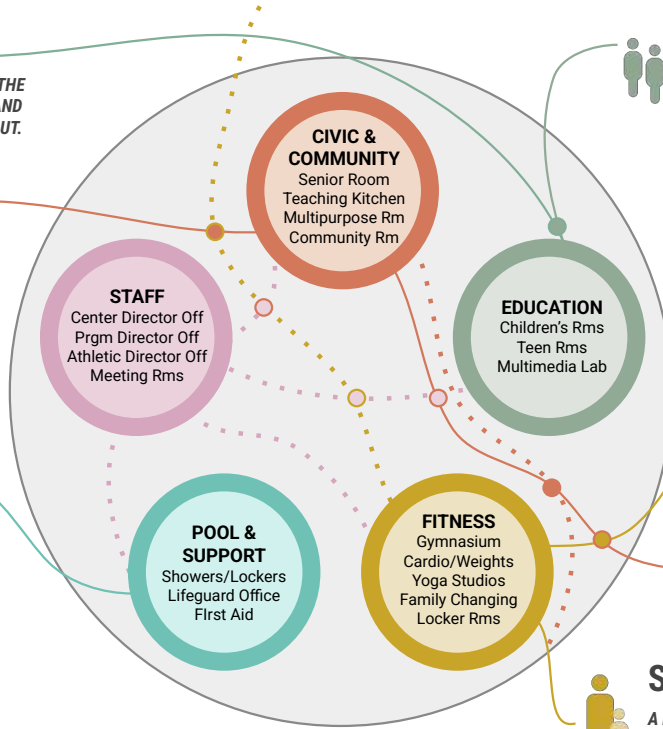 THE
AND
UT.
CIVIC &
COMMUNITY
Senior Room
Teaching Kitchen
Multipurpose Rm
Community Rm
STAFF
Center Director Off
Prgm Director Off
Athletic Director Off
Meeting Rms
EDUCATION
Children's Rms
Teen Rms
Multimedia Lab
POOL &
SUPPORT
Showers/Lockers
Lifeguard Office
FIrst Aid
FITNESS
Gymnasium
Cardio/Weights
Yoga Studios
Family Changing
Locker Rms
S
A